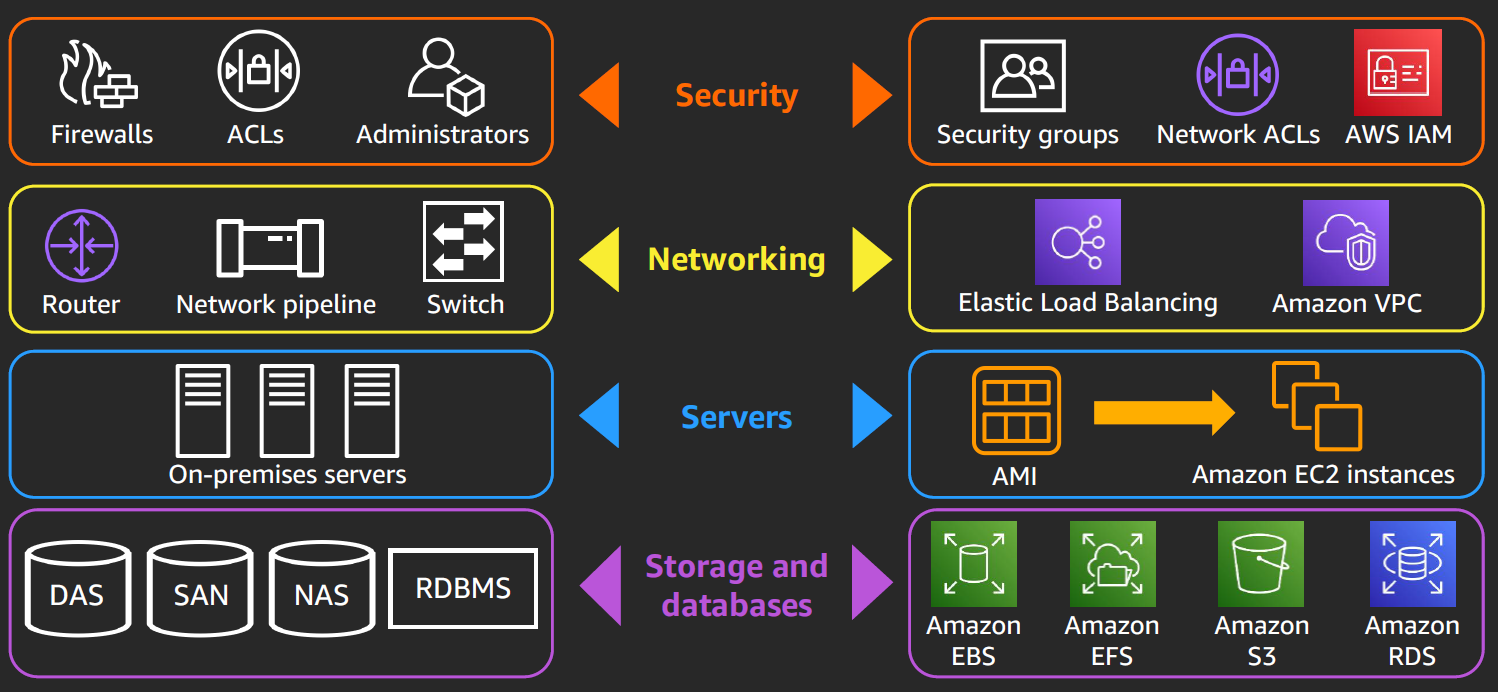 Firewalls
ACLs
Administrators
Security
Security groups
Network ACLs
AWS IAM
Router
Network pipeline
Switch
Networking
Elastic Load Balancing
Amazon VPC
On-premises servers
Servers
AMI
Amazon EC2 instances
DAS
SAN
NAS
RDBMS
Storage and
databases
Amazon
EBS
Amazon
EFS
Amazon
S3
Amazon
RDS